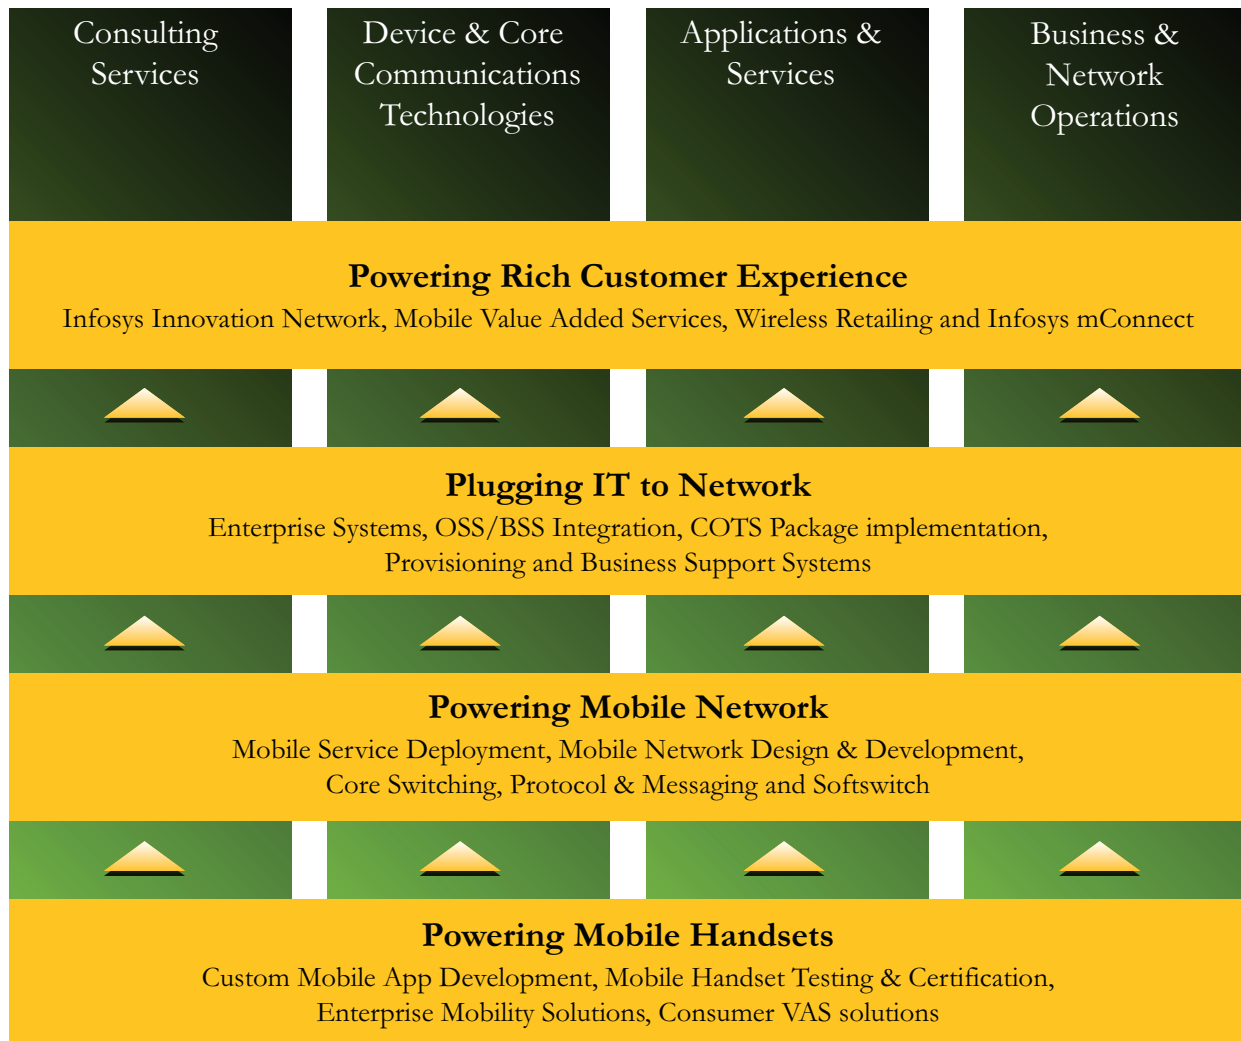 Consulting
Services
Device & Core
Communications
Technologies
Applications &
Services
Business &
Network
Operations
Powering Rich Customer Experience
Infosys Innovation Network, Mobile Value Added Services, Wireless Retailing and Infosys mConnect
Plugging IT to Network
Enterprise Systems, OSS/BSS Integration, COTS Package implementation,
Provisioning and Business Support Systems
Powering Mobile Network
Mobile Service Deployment, Mobile Network Design & Development,
Core Switching, Protocol & Messaging and Softswitch
Powering Mobile Handsets
Custom Mobile App Development, Mobile Handset Testing & Certification,
Enterprise Mobility Solutions, Consumer VAS solutions